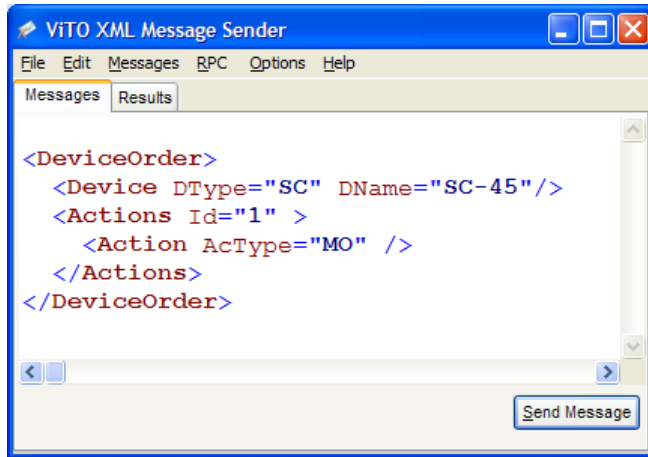 ViTO XML Message Sender
File Edit Messages RPC Options Help
Messages Results
<DeviceOrder>
  <Device DType="SC" DName="SC-45"/>
  <Actions Id="1" >
    <Action AcType="MO" />
  </Actions>
</DeviceOrder>
Send Message